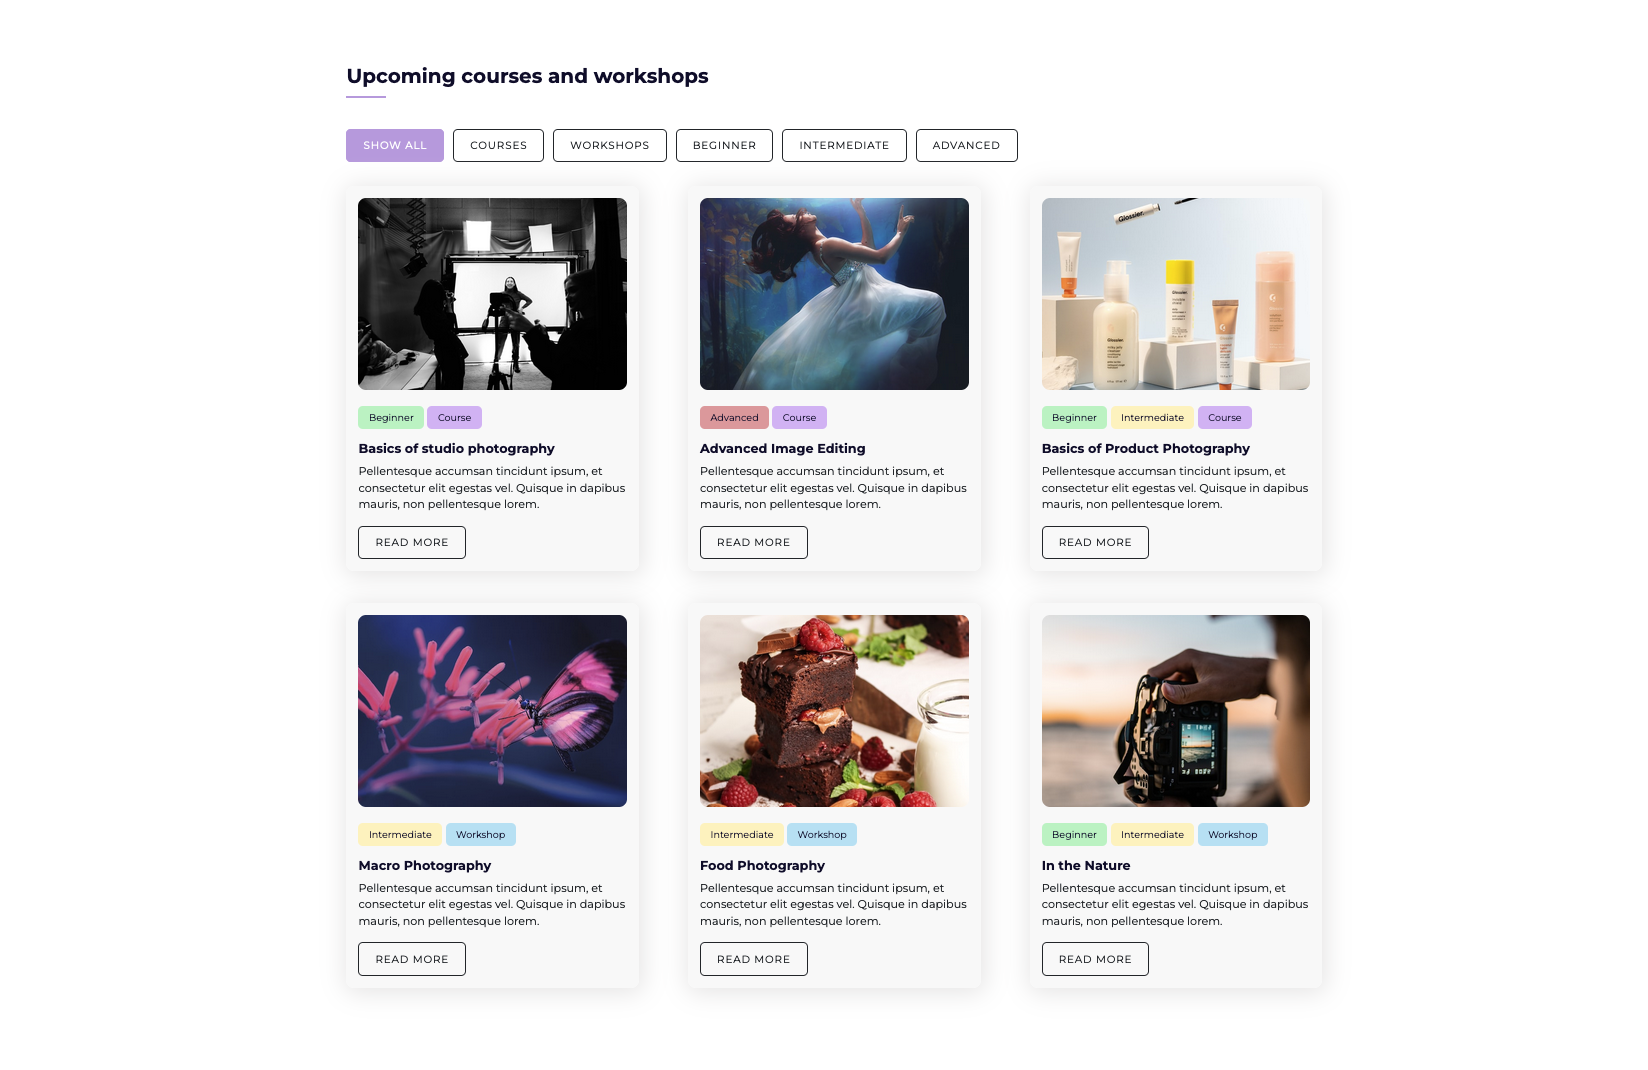 Upcoming courses and workshops
SHOW ALL
COURSES
WORKSHOPS
BEGINNER
INTERMEDIATE
ADVANCED
Glossier.
Glossier.
Glossier.
Beginner
Course
Basics of studio photography
Pellentesque accumsan tincidunt ipsum, et
consectetur elit egestas vel. Quisque in dapibus
mauris, non pellentesque lorem.
READ MORE
Advanced
Course
Advanced Image Editing
Pellentesque accumsan tincidunt ipsum, et
consectetur elit egestas vel. Quisque in dapibus
mauris, non pellentesque lorem.
READ MORE
Beginner
Intermediate
Course
Basics of Product Photography
Pellentesque accumsan tincidunt ipsum, et
consectetur elit egestas vel. Quisque in dapibus
mauris, non pellentesque lorem.
READ MORE
Intermediate
Workshop
Macro Photography
Pellentesque accumsan tincidunt ipsum, et
consectetur elit egestas vel. Quisque in dapibus
mauris, non pellentesque lorem.
READ MORE
Intermediate
Workshop
Food Photography
Pellentesque accumsan tincidunt ipsum, et
consectetur elit egestas vel. Quisque in dapibus
mauris, non pellentesque lorem.
READ MORE
Beginner
Intermediate
Workshop
In the Nature
Pellentesque accumsan tincidunt ipsum, et
consectetur elit egestas vel. Quisque in dapibus
mauris, non pellentesque lorem.
READ MORE